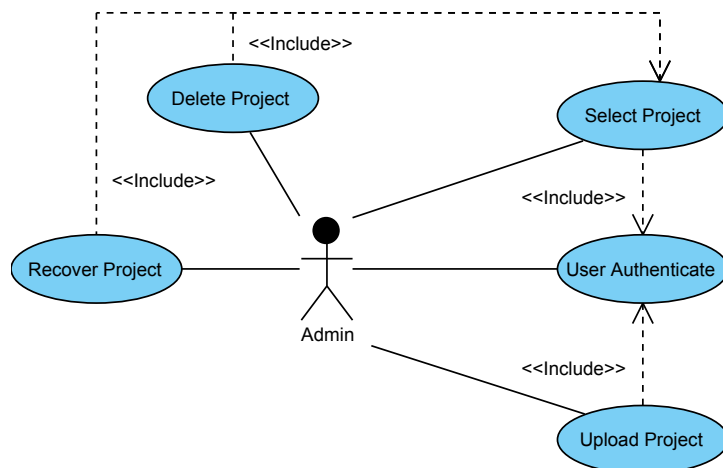 <<Include>>
Delete Project
Select Project
<<Include>>
<<Include>>
Recover Project
User Authenticate
Admin
<<Include>>
Upload Project